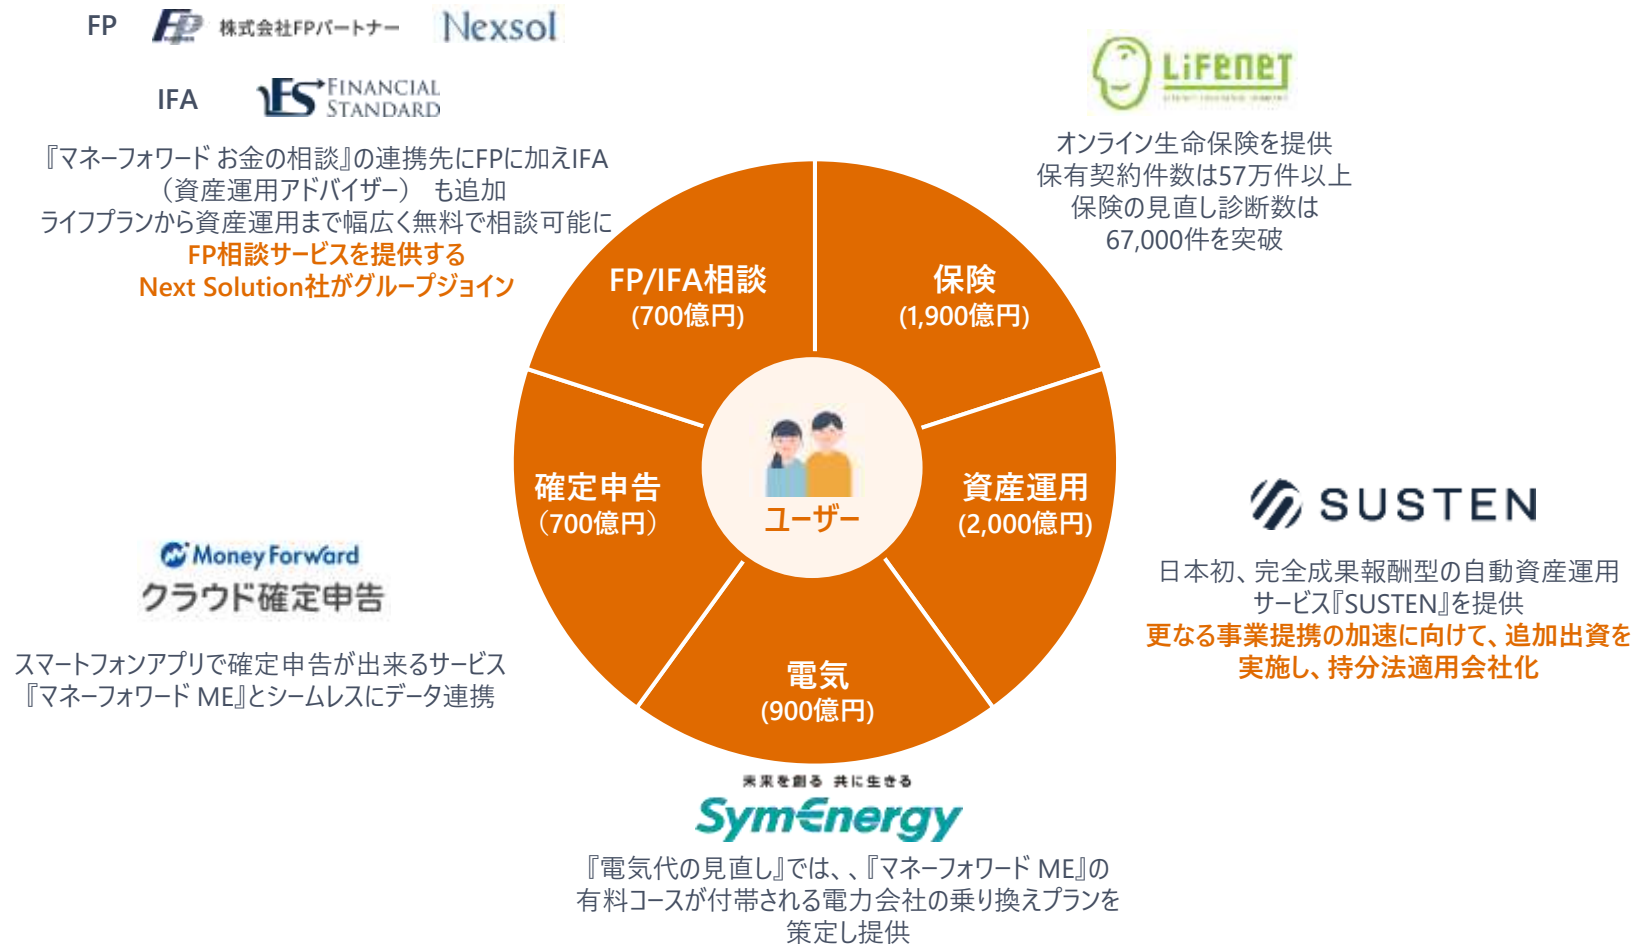 FP
株式会社FPパートナー
Nexsol
IFA
FINANCIAL
STANDARD
『マネーフォワード お金の相談』の連携先にFPに加えIFA
（資産運用アドバイザー） も追加
ライフプランから資産運用まで幅広く無料で相談可能に
FP相談サービスを提供する
Next Solution社がグループジョイン
LiFENET
オンライン生命保険を提供
保有契約件数は57万件以上
保険の見直し診断数は
67,000件を突破
FP/IFA相談
(700億円)
保険
(1,900億円)
確定申告
（700億円）
ユーザー
資産運用
(2,000億円)
電気
(900億円)
Money Forward
クラウド確定申告
スマートフォンアプリで確定申告が出来るサービス
『マネーフォワード ME』とシームレスにデータ連携
SUSTEN
日本初、完全成果報酬型の自動資産運用
サービス『SUSTEN』を提供
更なる事業提携の加速に向けて、追加出資を
実施し、持分法適用会社化
未来を創る 共に生きる
SymEnergy
『電気代の見直し』では、、『マネーフォワード ME』の
有料コースが付帯される電力会社の乗り換えプランを
策定し提供